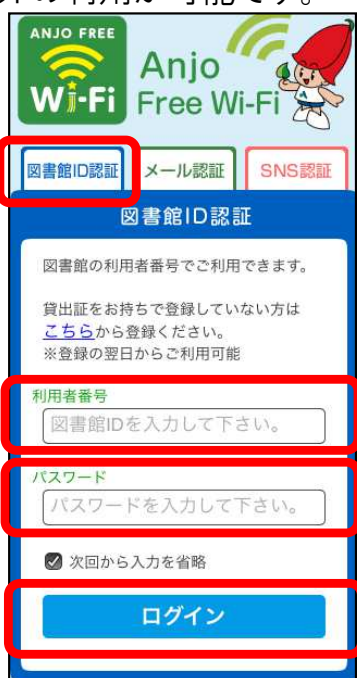 ANJO FREE
Wi-Fi
Anjo
Free Wi-Fi
図書館ID認証
メール認証
SNS認証
図書館ID認証
図書館の利用者番号でご利用できます。
貸出証をお持ちで登録していない方は
こちらから登録ください。
※登録の翌日からご利用可能
利用者番号
図書館IDを入力して下さい。
パスワード
パスワードを入力して下さい。
次回から入力を省略
ログイン